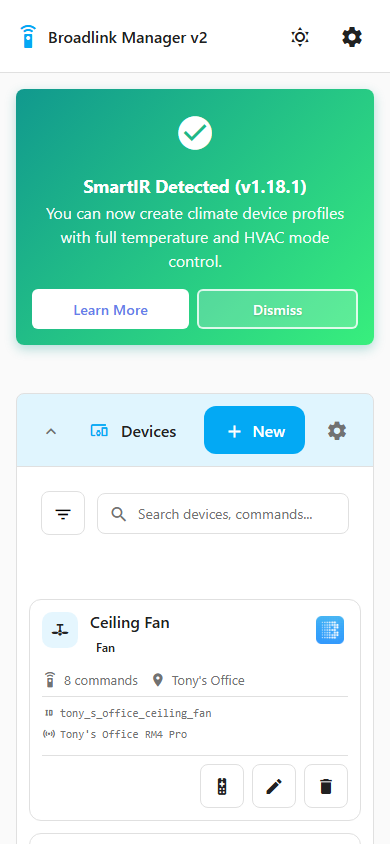 Broadlink Manager v2
SmartIR Detected (v1.18.1)
You can now create climate device profiles
with full temperature and HVAC mode
control.
Learn More
Dismiss
Devices
New
Search devices, commands...
Ceiling Fan
Fan
8 commands
Tony's Office
tony_s_office_ceiling_fan
Tony's Office RM4 Pro